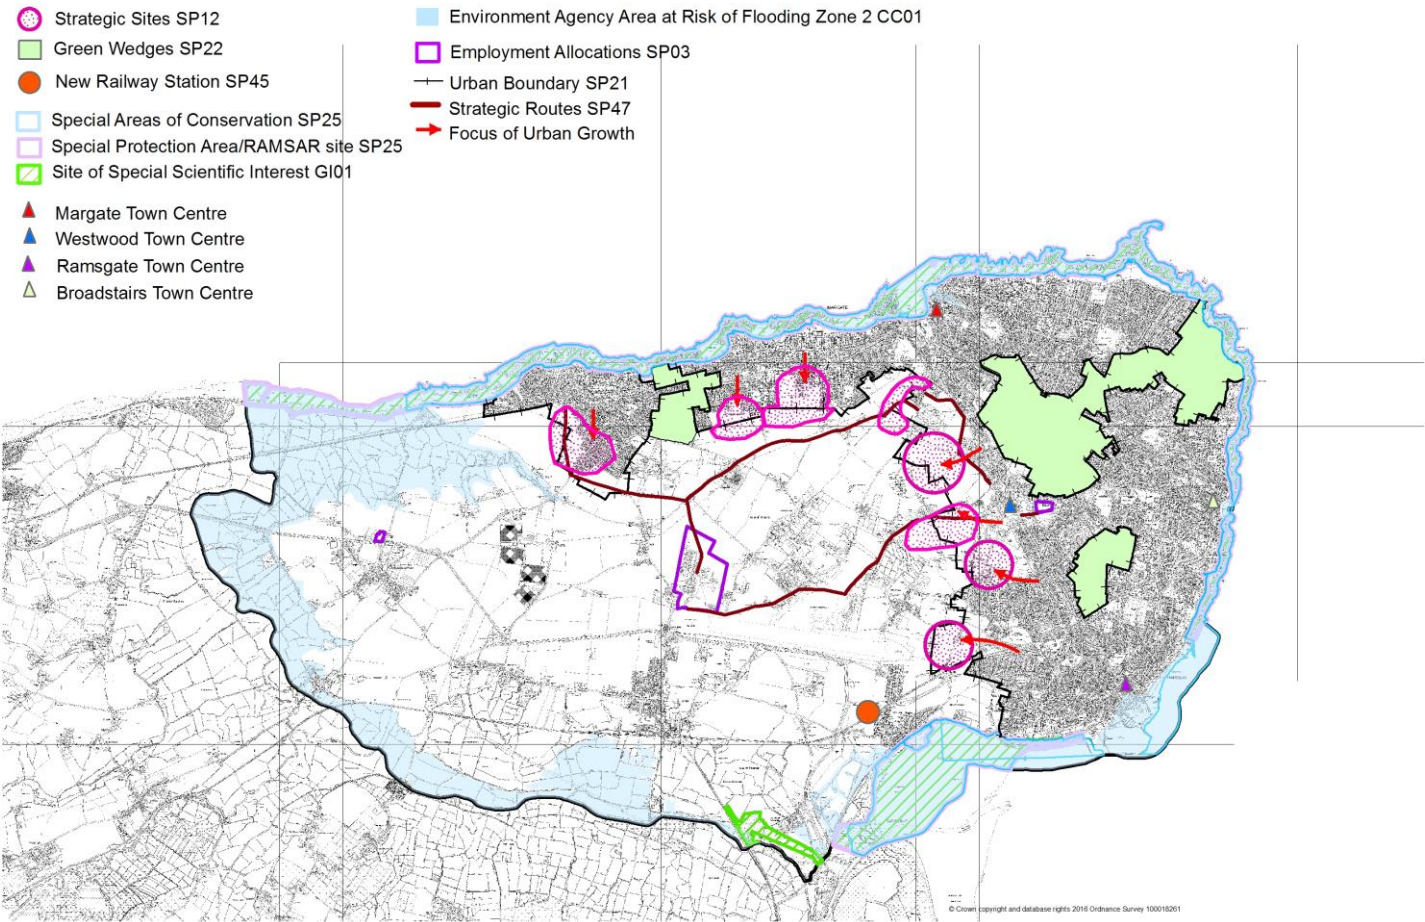 Strategic Sites SP12
Green Wedges SP22
New Railway Station SP45
Special Areas of Conservation SP25
Special Protection Area/RAMSAR site SP25
Site of Special Scientific Interest GI01
Margate Town Centre
Westwood Town Centre
Ramsgate Town Centre
Broadstairs Town Centre
Environment Agency Area at Risk of Flooding Zone 2 CC01
Employment Allocations SP03
Urban Boundary SP21
Strategic Routes SP47
Focus of Urban Growth
© Crown copyright and database rights 2016 Ordnance Survey 100018261